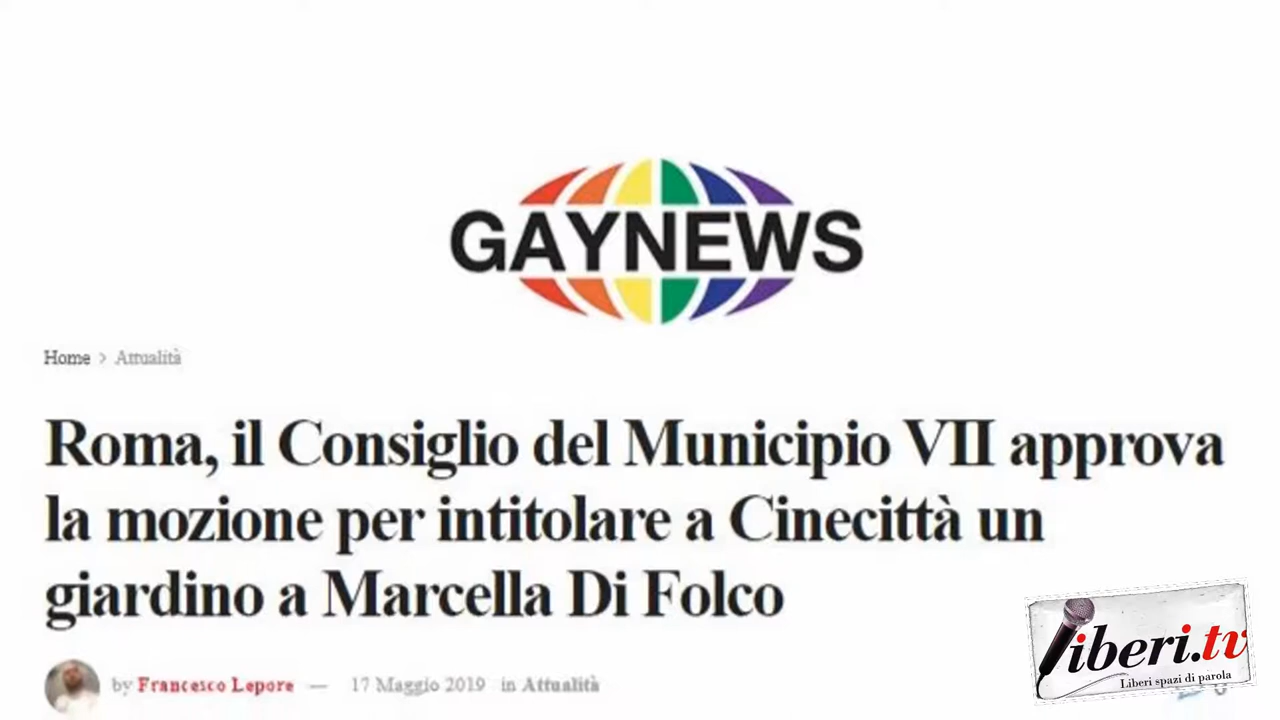 GAYNEWS
Home > Attualità
Roma, il Consiglio del Municipio VII approva
la mozione per intitolare a Cinecittà un
giardino a Marcella Di Folco
by Francesco Lepore — 17 Maggio 2019 in Attualità
liberi.tv
Liberi spazi di parola